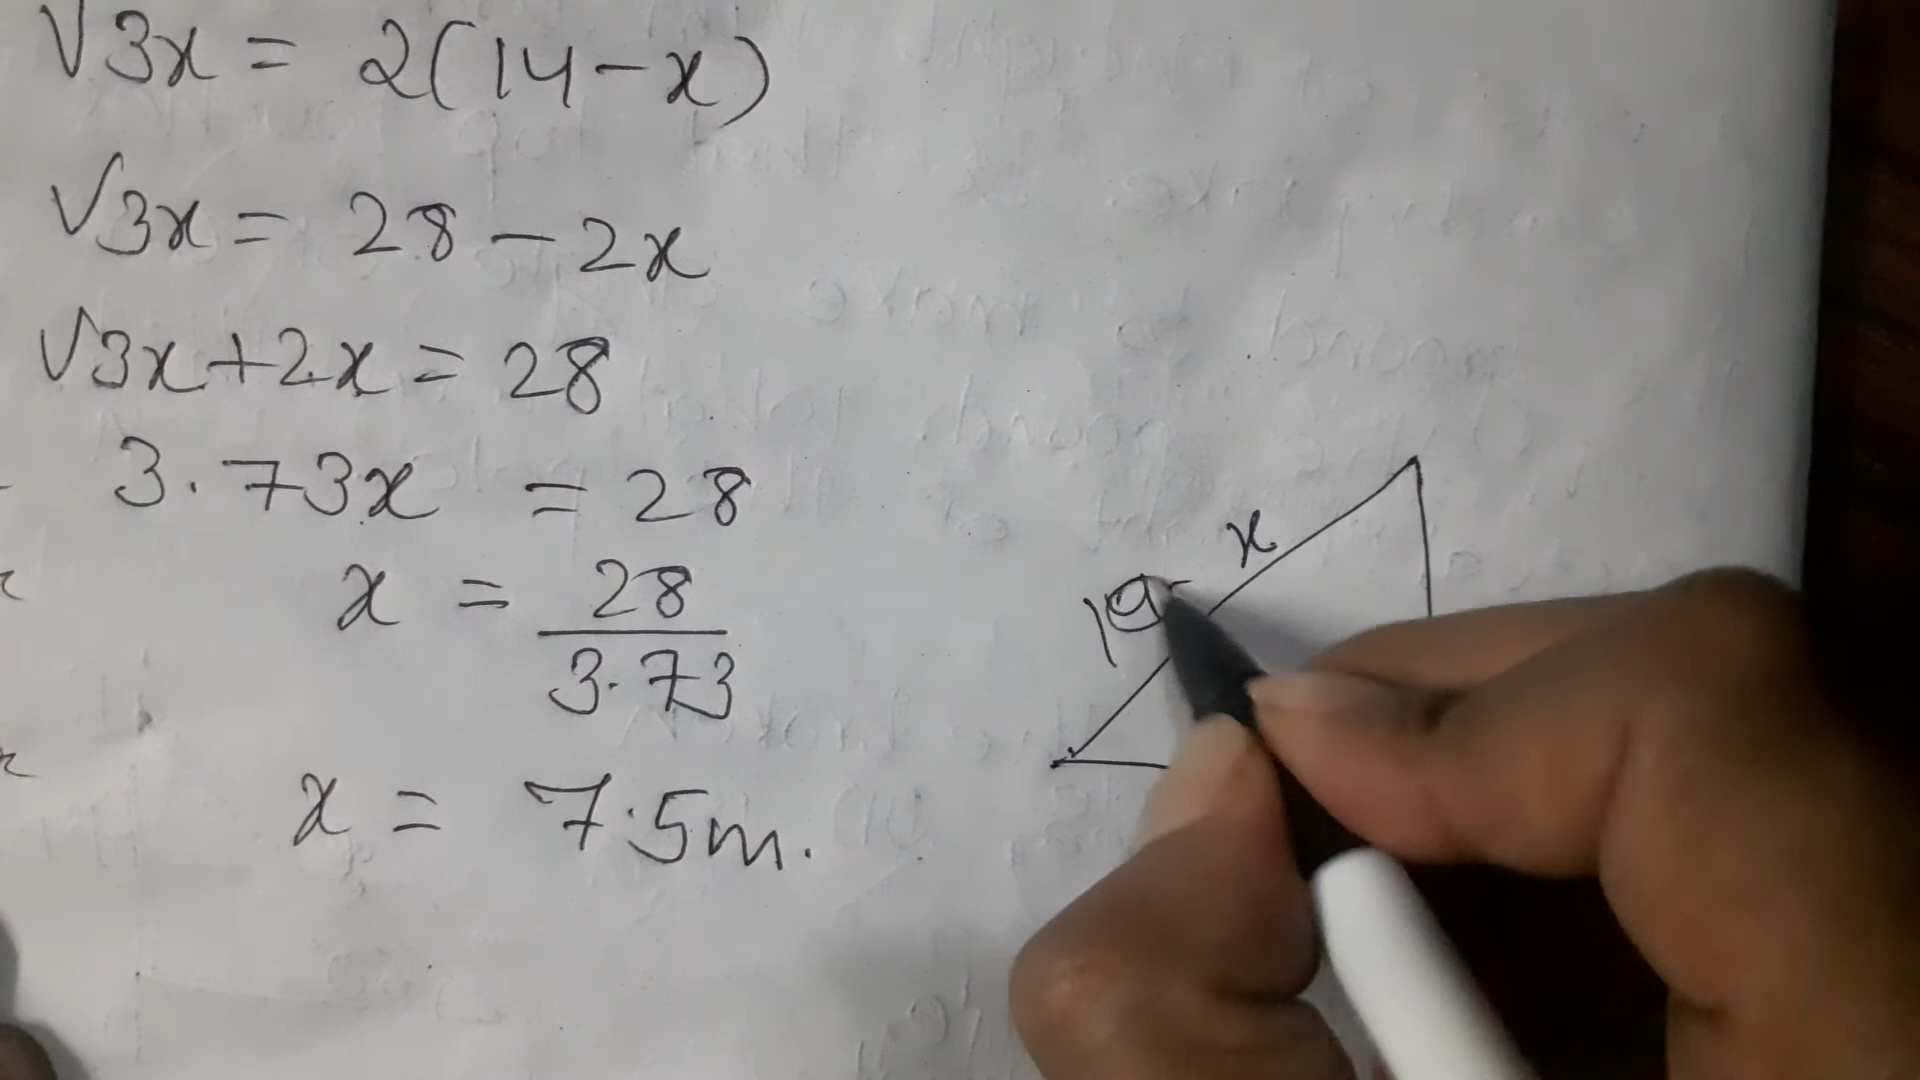 √3x = 2(14-x)
√3x = 28-2x
√3x+2x = 28
3.73x = 28
x = 28/3.73
x = 7.5m.
x